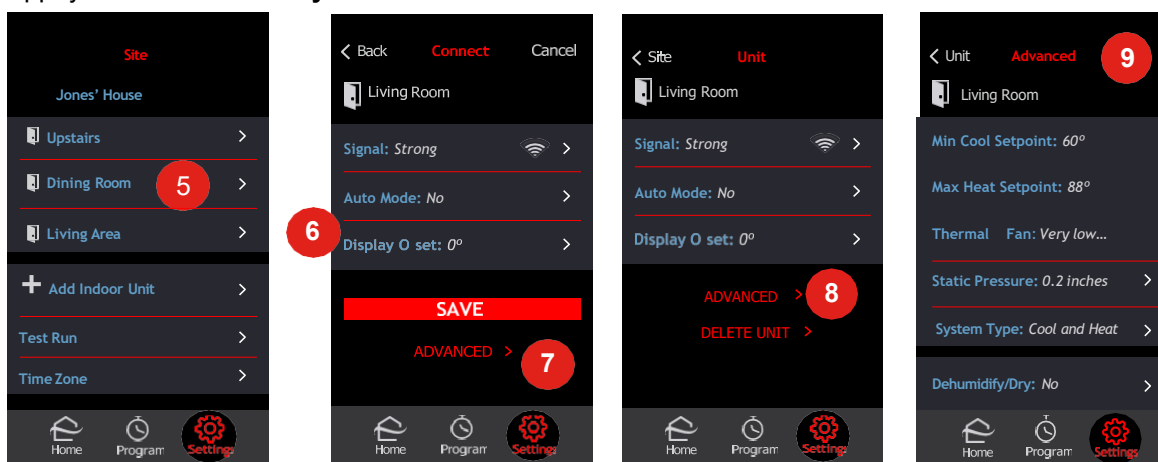 Site
Jones' House
Upstairs
Dining Room
5
Living Area
Add Indoor Unit
Test Run
Time Zone
Home Program Settings
Back Connect Cancel
Living Room
Signal: Strong
Auto Mode: No
6
Display O set: 0°
SAVE
ADVANCED
7
Home Program Settings
Site Unit
Living Room
Signal: Strong
Auto Mode: No
Display O set: 0°
ADVANCED
8
DELETE UNIT
Home Program Settings
Unit Advanced
9
Living Room
Min Cool Setpoint: 60°
Max Heat Setpoint: 88°
Thermal Fan: Very low...
Static Pressure: 0.2 inches
System Type: Cool and Heat
Dehumidify/Dry: No
Home Program Settings